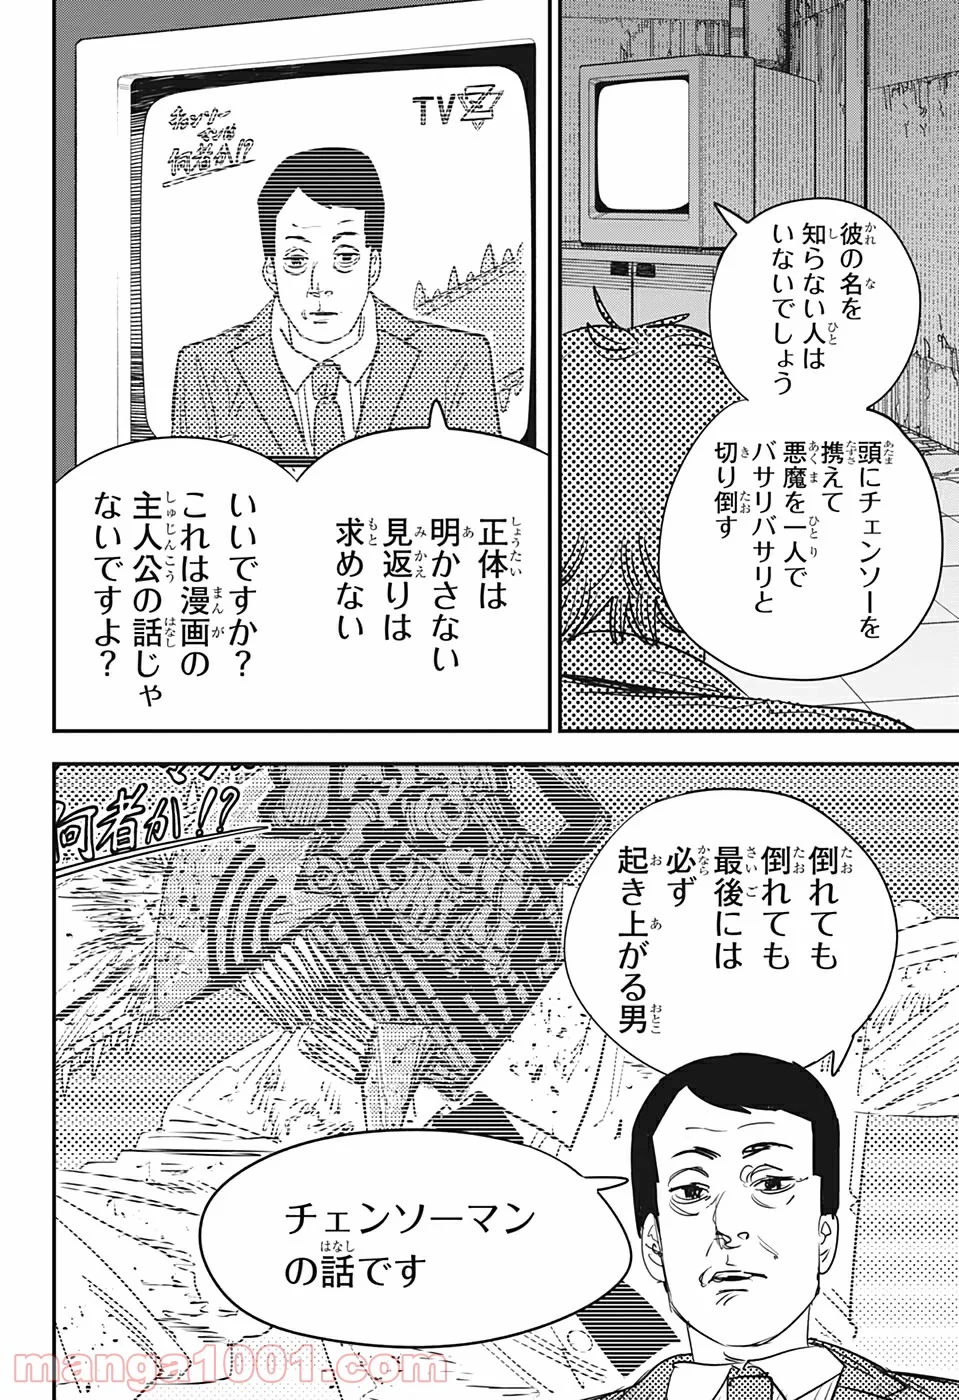 彼の名を
知らない人は
いないでしょう
頭にチェンソーを
携えて
悪魔を一人で
バサリバサリと
切り倒す
TV
チェンソー
マンは
何者か!?
正体は
明かさない
見返りは
求めない
いいですか?
これは漫画の
主人公の話じゃ
ないですよ?
倒れても
倒れても
最後には
必ず
起き上がる男
何者か!?
チェンソーマン
の話です
manga1001.com